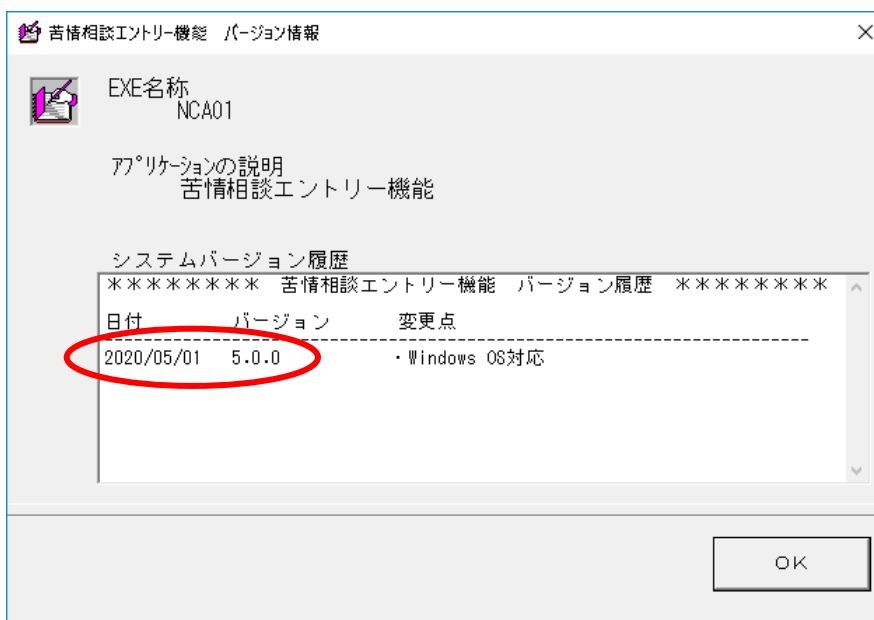 苦情相談エントリー機能 バージョン情報
EXE名称
NCA01
ｱﾌﾟﾘｹｰｼｮﾝの説明
苦情相談エントリー機能
システムバージョン履歴
******** 苦情相談エントリー機能 バージョン履歴 ********
日付 バージョン 変更点
--------------------------------------------------------------------------
2020/05/01 5.0.0 ・Windows OS対応
OK